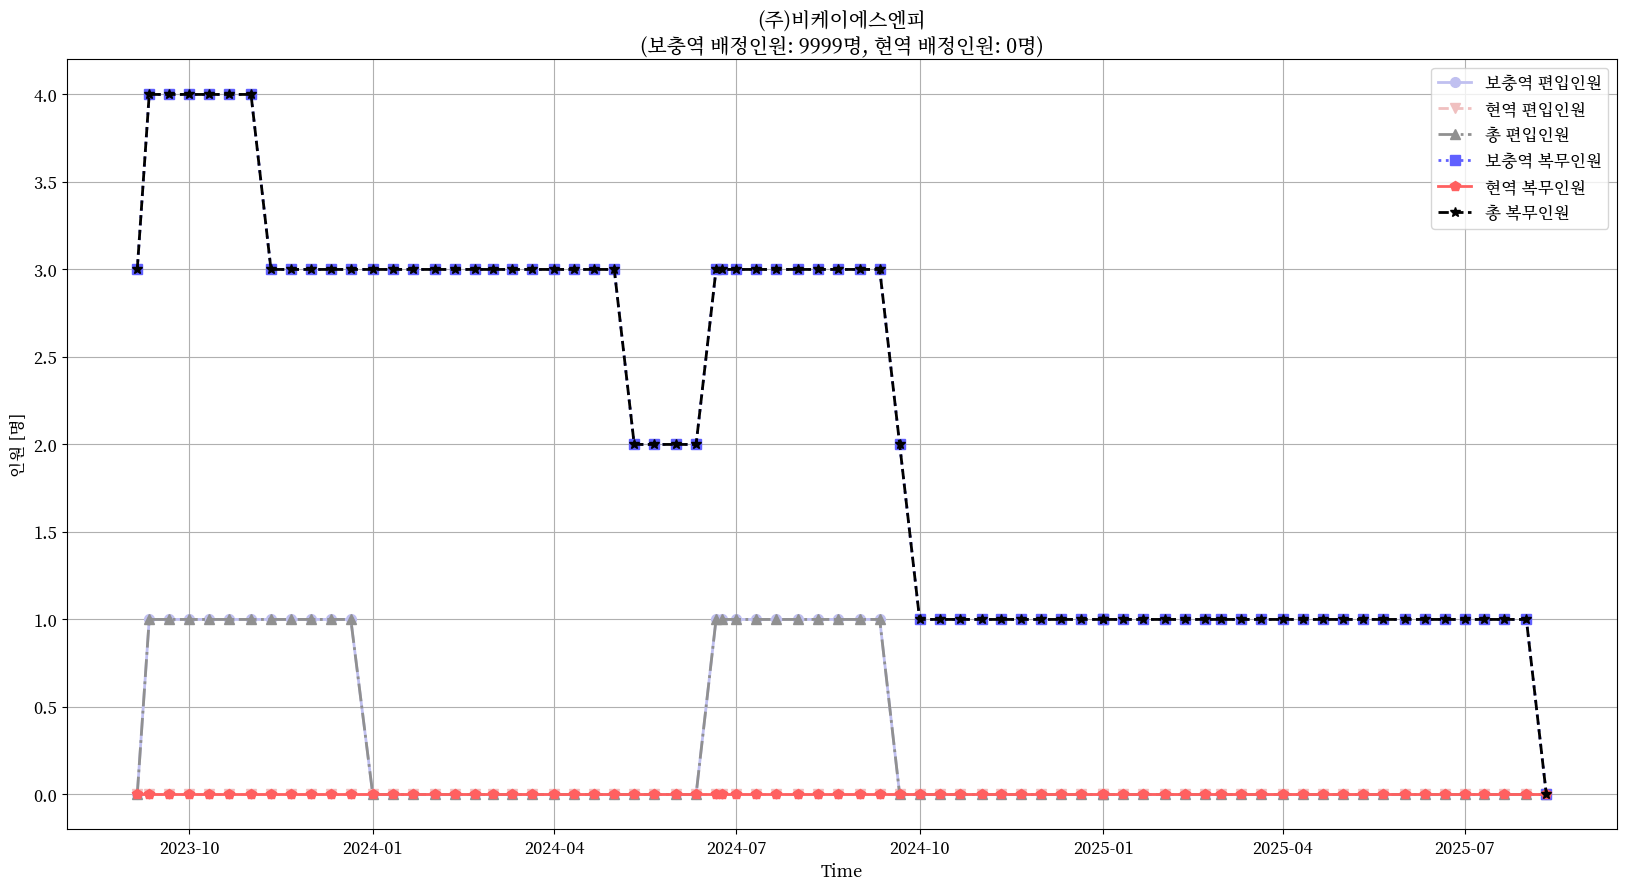 (주)비케이에스엔피
(보충역 배정인원: 9999명, 현역 배정인원: 0명)
보충역 편입인원
현역 편입인원
총 편입인원
보충역 복무인원
현역 복무인원
총 복무인원
4.0
3.5
3.0
2.5
2.0
1.5
1.0
0.5
0.0
인원 [명]
2023-10 2024-01 2024-04 2024-07 2024-10 2025-01 2025-04 2025-07
Time